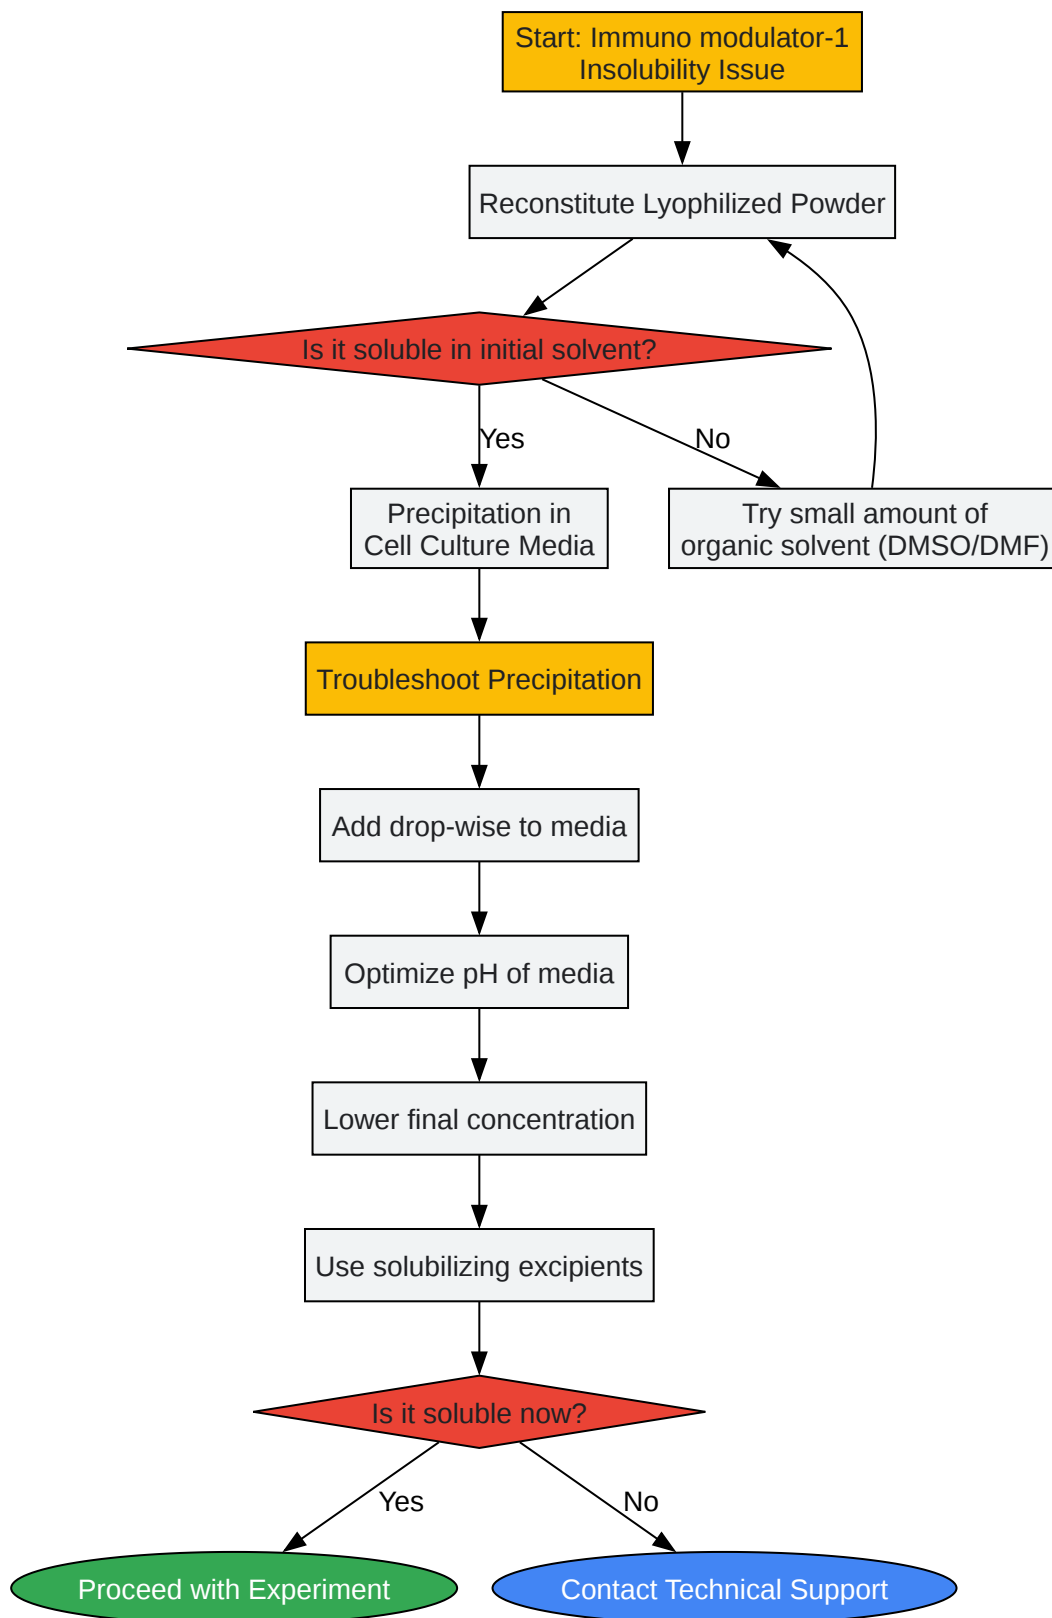 Start: Immuno modulator-1
Insolubility Issue
Reconstitute Lyophilized Powder
Is it soluble in initial solvent?
Yes
No
Precipitation in
Cell Culture Media
Try small amount of
organic solvent (DMSO/DMF)
Troubleshoot Precipitation
Add drop-wise to media
Optimize pH of media
Lower final concentration
Use solubilizing excipients
Is it soluble now?
Yes
No
Proceed with Experiment
Contact Technical Support